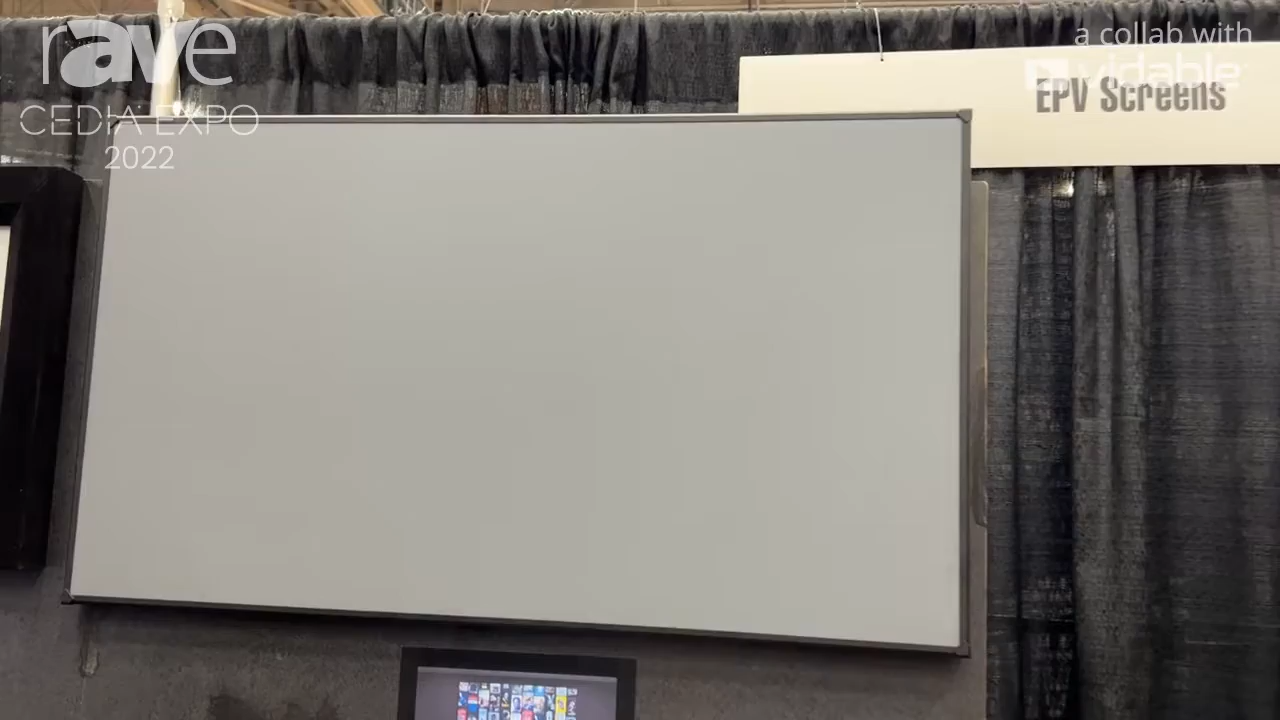 rave
CEDIA EXPO
2022
a collab with
vidable
EPV Screens